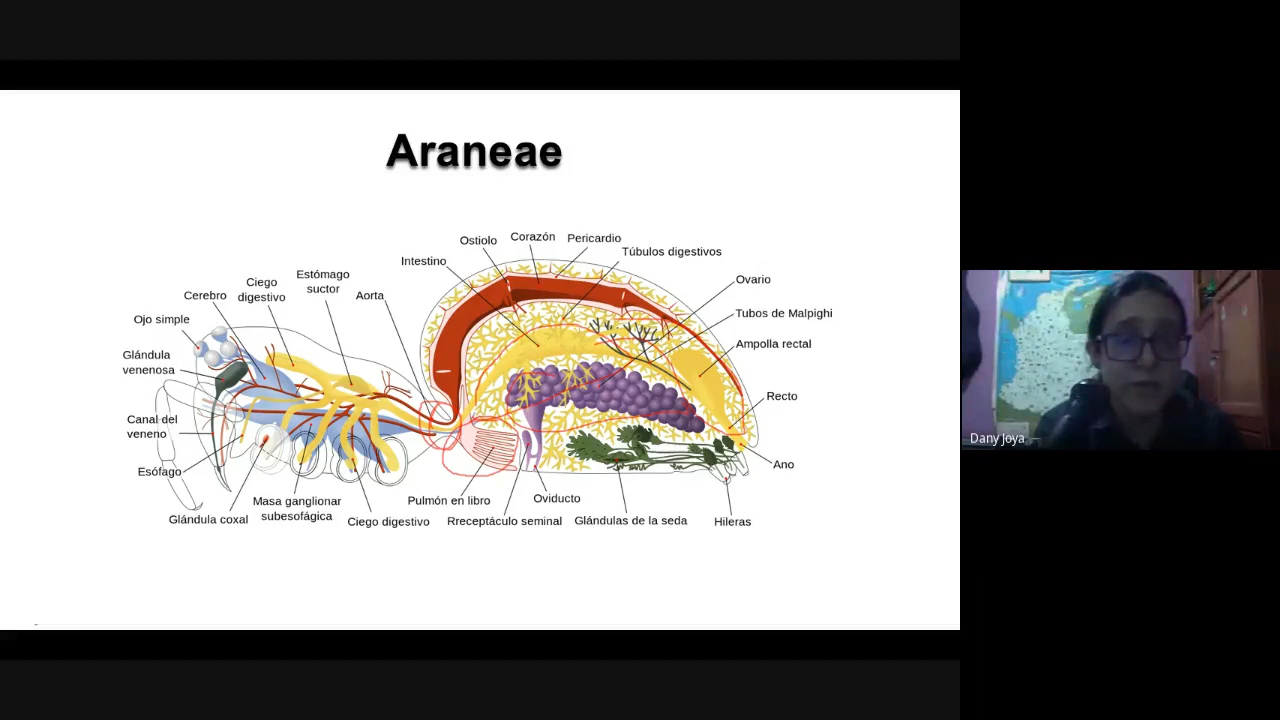 Araneae
Ostiolo
Corazón
Pericardio
Intestino
Túbulos digestivos
Estómago
suctor
Ciego
digestivo
Cerebro
Aorta
Ovario
Ojo simple
Tubos de Malpighi
Ampolla rectal
Glándula
venenosa
Recto
Canal del
veneno
Esófago
Ano
Glándula coxal
Masa ganglionar
subesofágica
Ciego digestivo
Pulmón en libro
Rreceptáculo seminal
Oviducto
Glándulas de la seda
Hileras
Dany Joya